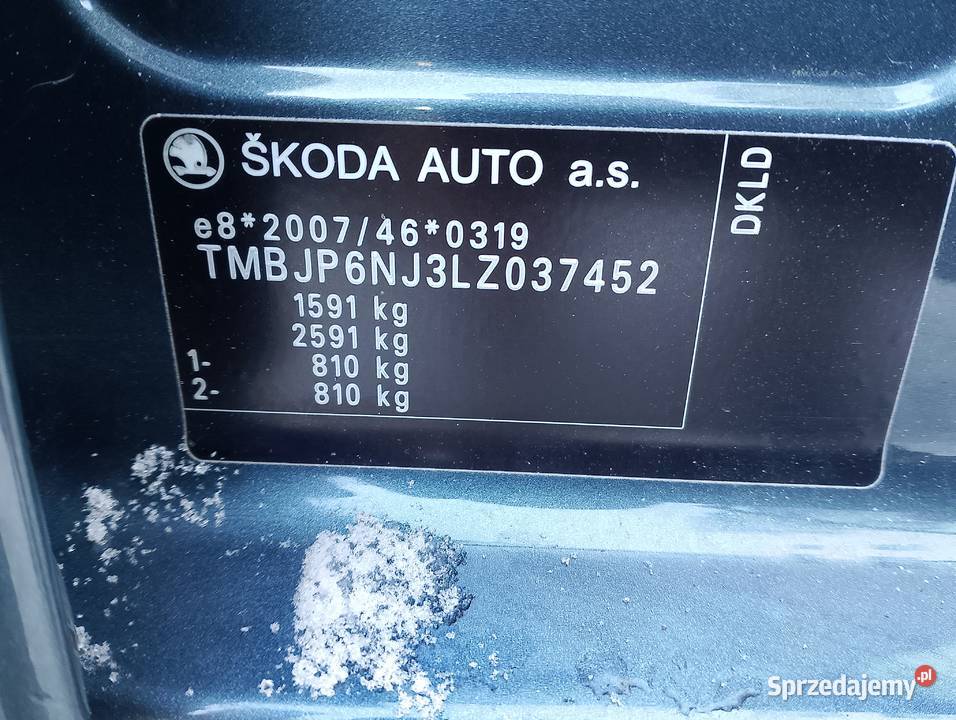 ŠKODA AUTO a.s.
e8*2007/46*0319
TMBJP6NJ3LZ037452
1591 kg
2591 kg
1- 810 kg
2- 810 kg
DKLD
Sprzedajemy.pl